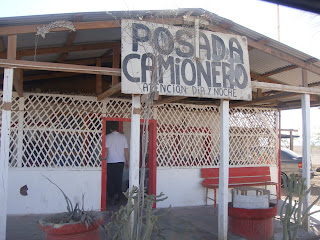 POSADA
CAMiONERO
ATENCION DIA Y NOCHE